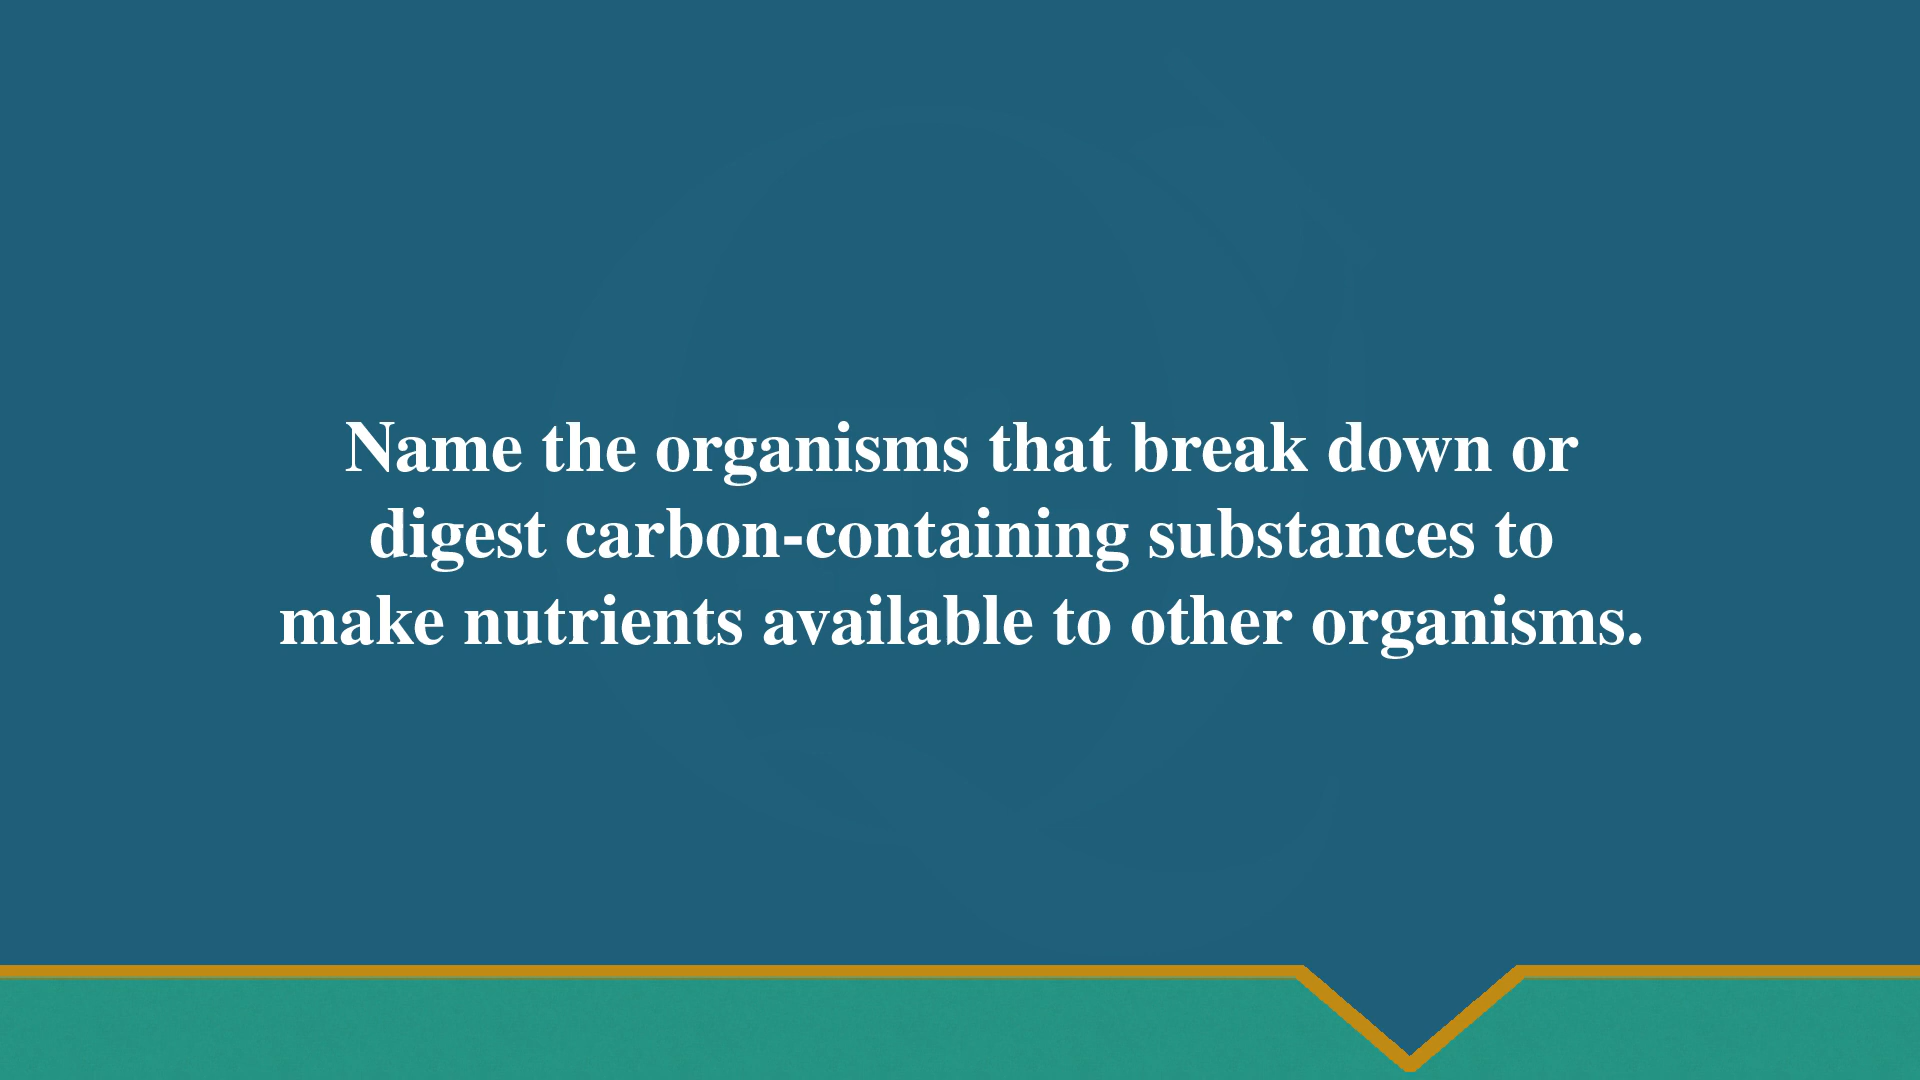 Name the organisms that break down or
digest carbon-containing substances to
make nutrients available to other organisms.